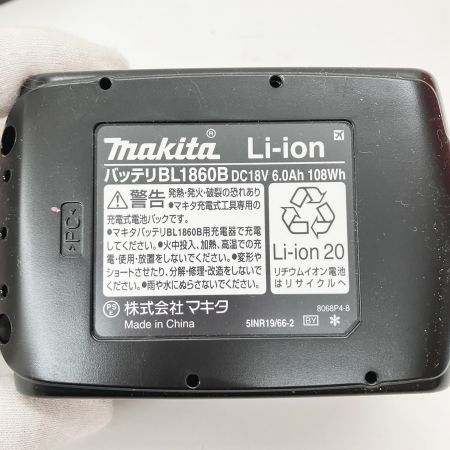 makita® Li-ion
バッテリBL1860B DC18V 6.0Ah 108Wh
警告 発熱・発火・破裂の恐れあり
●マキタ充電式工具専用の
充電式電池パックです。
●マキタバッテリBL1860B用充電器で充電
してください。●火中投入、加熱、高温での充
電・使用・放置をしないでください。●変形や
ショートさせたり、分解・修理・改造をしないで
ください。●雨や水にぬらさないでください。
Li-ion 20
リチウムイオン電池
はリサイクルへ
PS E 株式会社マキタ
Made in China
5INR19/66-2
8068P4-8
BY *
>PC<